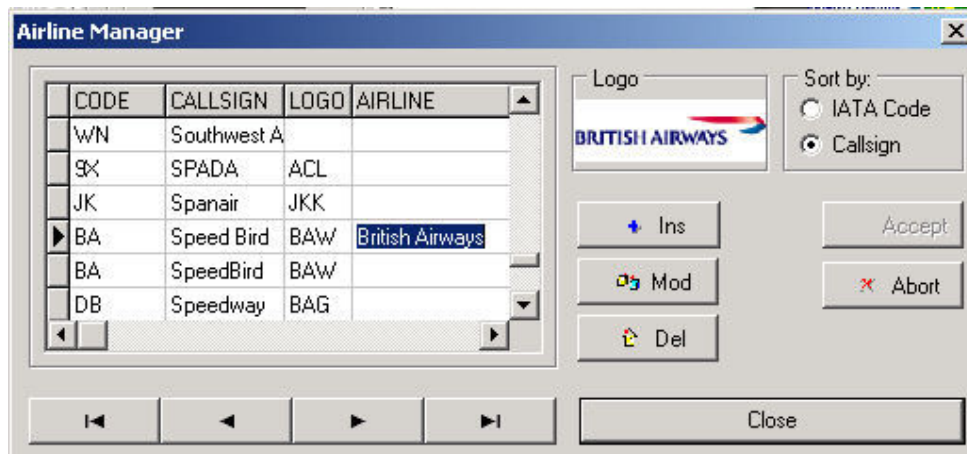 Airline Manager
CODE CALLSIGN LOGO AIRLINE
WN Southwest A
9X SPADA ACL
JK Spanair JKK
BA Speed Bird BAW British Airways
BA SpeedBird BAW
DB Speedway BAG
Logo
BRITISH AIRWAYS
Sort by:
IATA Code
Callsign
Ins
Mod
Del
Accept
Abort
Close